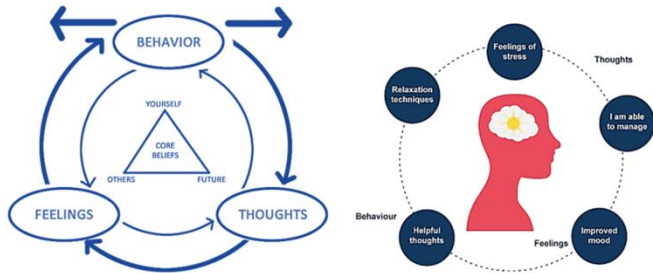 BEHAVIOR
YOURSELF
CORE
BELIEFS
OTHERS
FUTURE
FEELINGS
THOUGHTS
Feelings of
stress
Thoughts
Relaxation
techniques
I am able
to manage
Behaviour
Helpful
thoughts
Feelings
Improved
mood